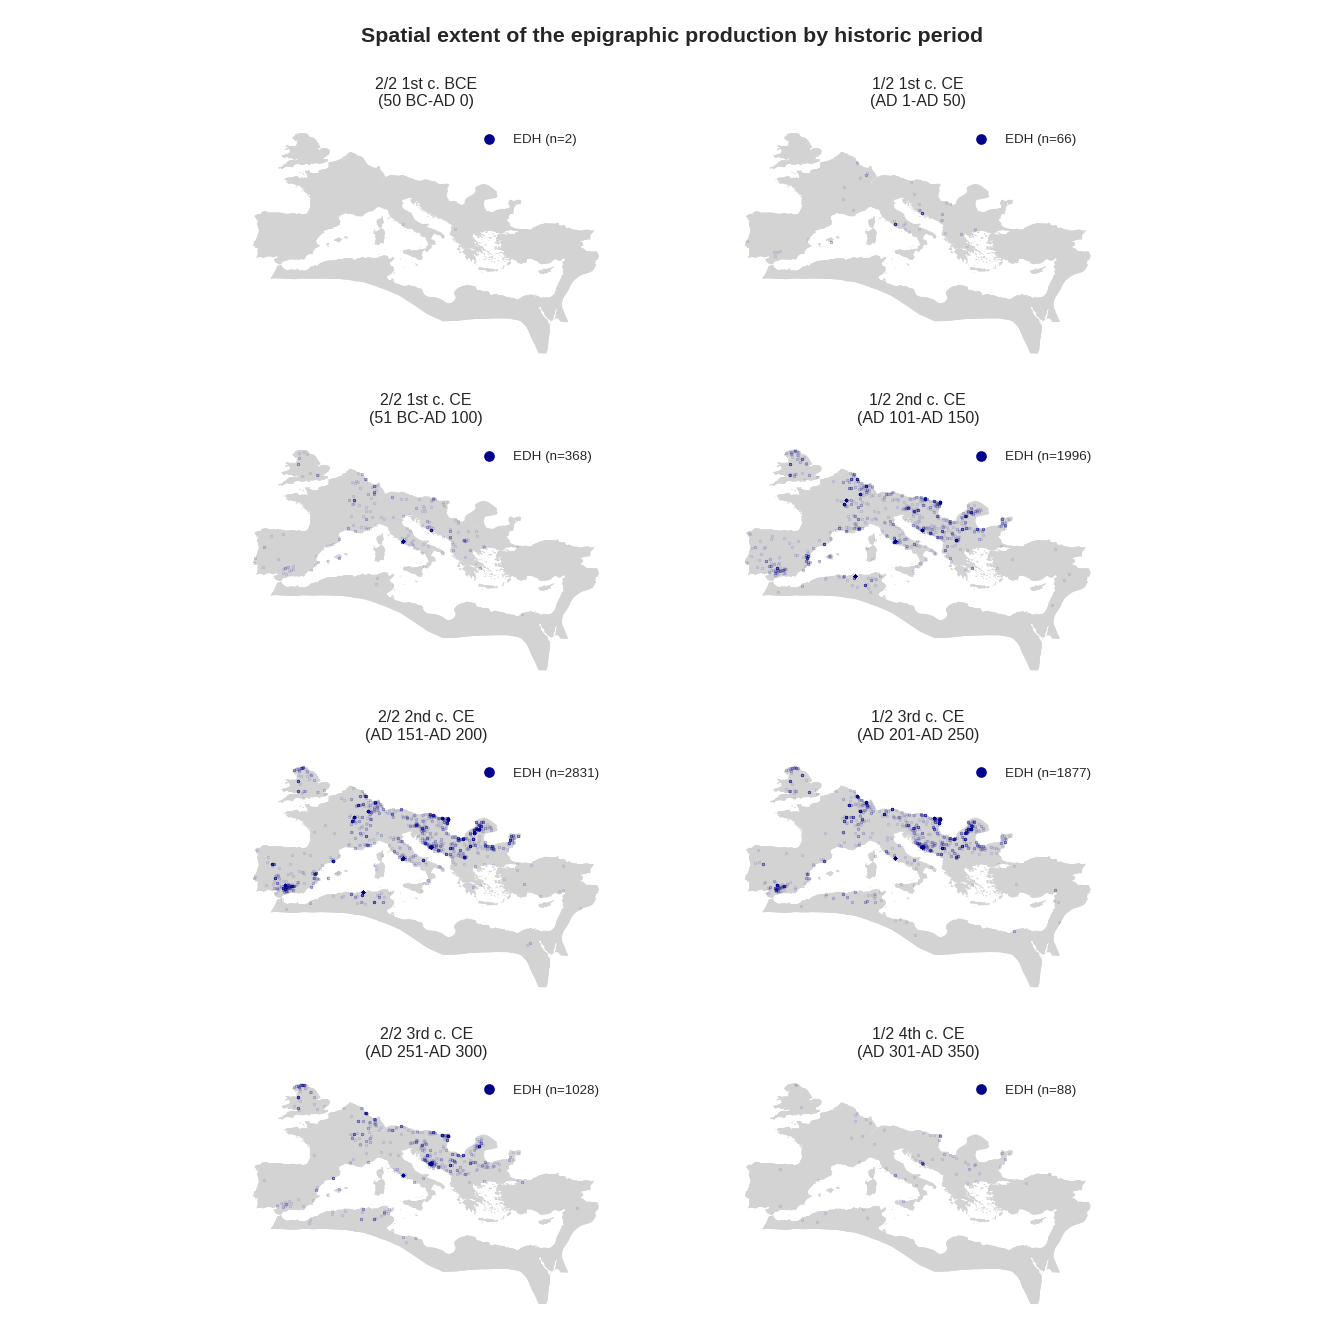 Spatial extent of the epigraphic production by historic period
2/2 1st c. BCE
(50 BC-AD 0)
EDH (n=2)
1/2 1st c. CE
(AD 1-AD 50)
EDH (n=66)
2/2 1st c. CE
(51 BC-AD 100)
EDH (n=368)
1/2 2nd c. CE
(AD 101-AD 150)
EDH (n=1996)
2/2 2nd c. CE
(AD 151-AD 200)
EDH (n=2831)
1/2 3rd c. CE
(AD 201-AD 250)
EDH (n=1877)
2/2 3rd c. CE
(AD 251-AD 300)
EDH (n=1028)
1/2 4th c. CE
(AD 301-AD 350)
EDH (n=88)